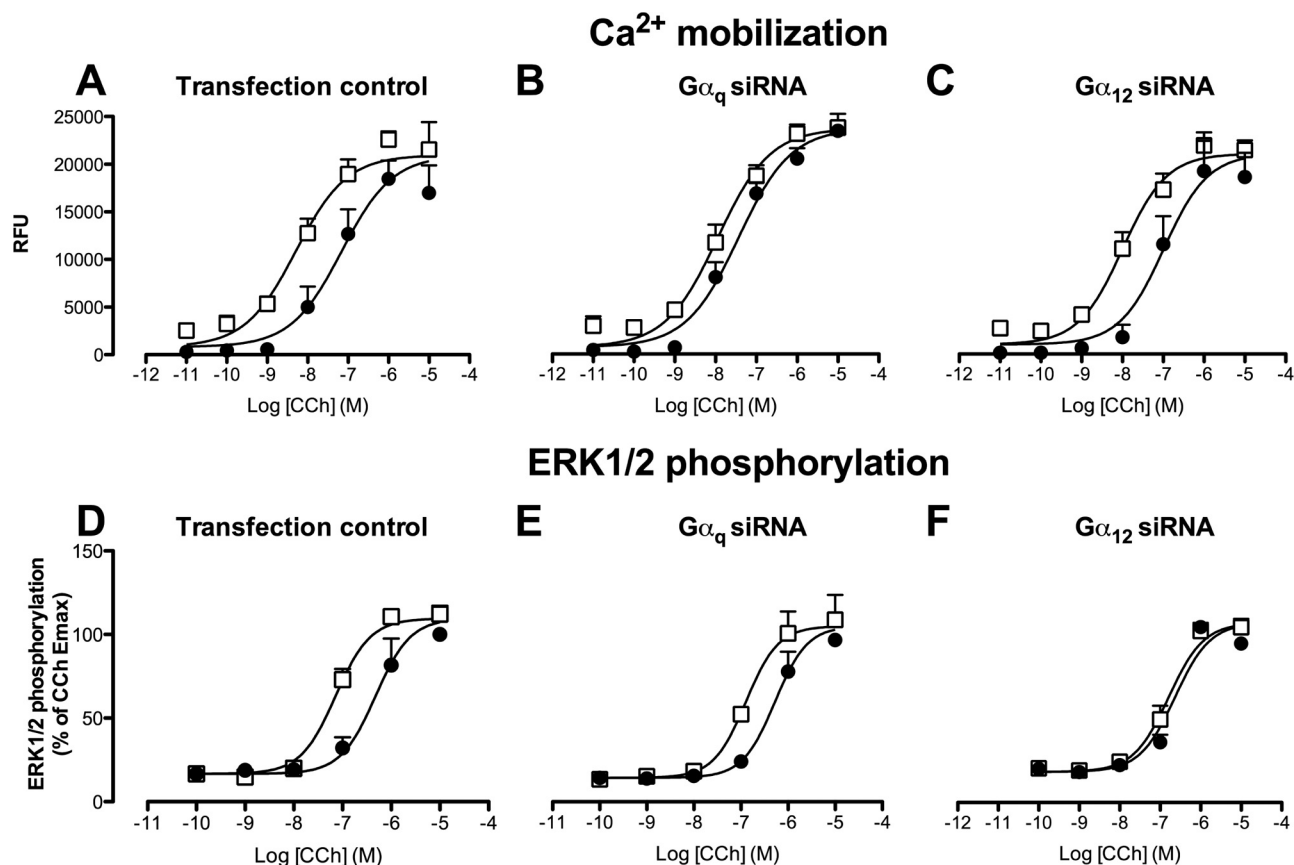 Ca²⁺ mobilization
A Transfection control
B Gαq siRNA
C Gα12 siRNA
RFU
25000
20000
15000
10000
5000
0
-12 -11 -10 -9 -8 -7 -6 -5 -4
-12 -11 -10 -9 -8 -7 -6 -5 -4
-12 -11 -10 -9 -8 -7 -6 -5 -4
Log [CCh] (M)
Log [CCh] (M)
Log [CCh] (M)
ERK1/2 phosphorylation
D Transfection control
E Gαq siRNA
F Gα12 siRNA
ERK1/2 phosphorylation
(% of CCh Emax)
150
100
50
0
-11 -10 -9 -8 -7 -6 -5 -4
-11 -10 -9 -8 -7 -6 -5 -4
-12 -11 -10 -9 -8 -7 -6 -5 -4
Log [CCh] (M)
Log [CCh] (M)
Log [CCh] (M)